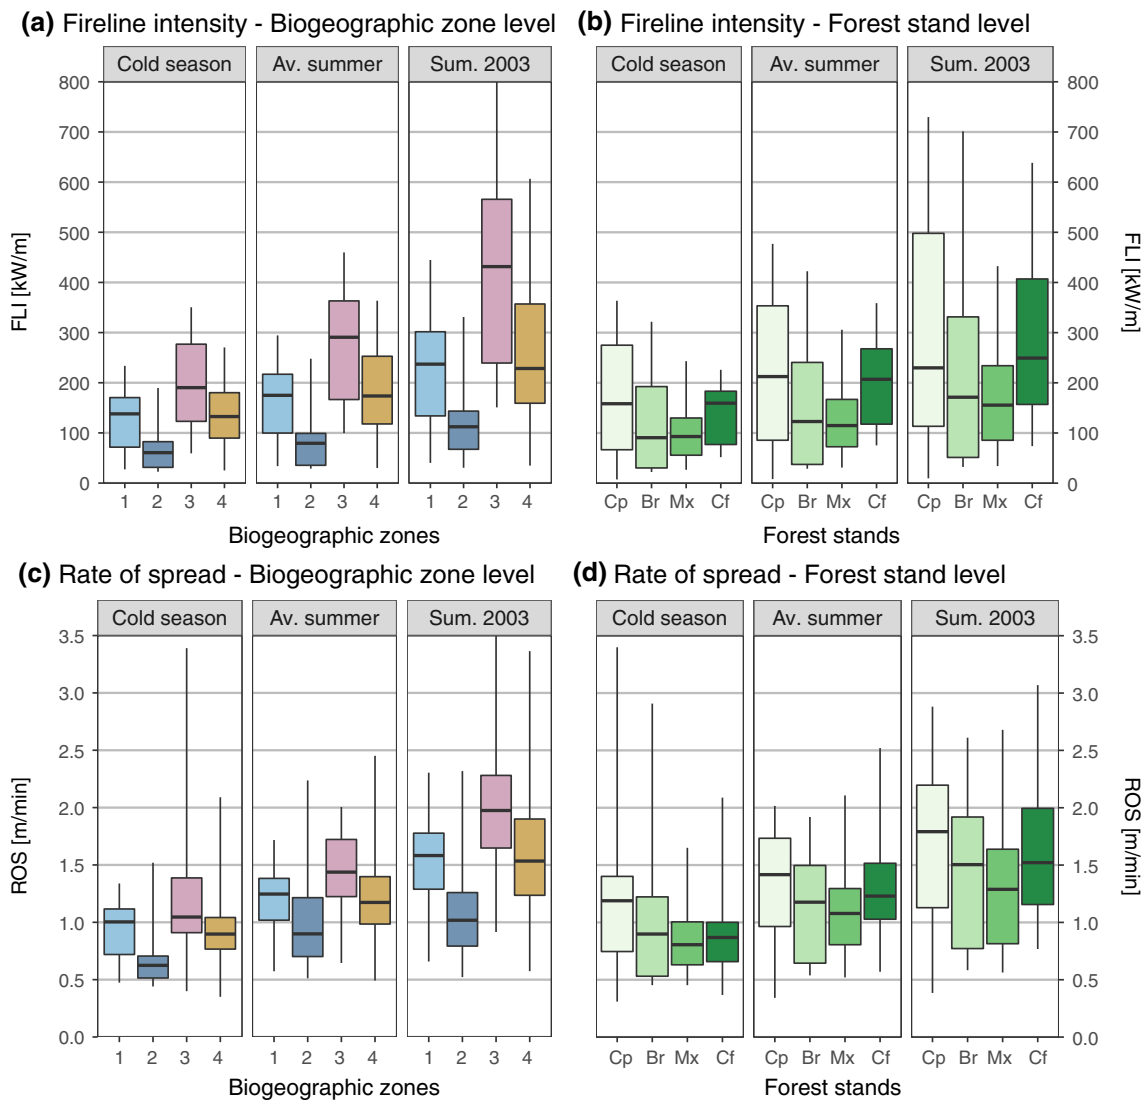 (a) Fireline intensity - Biogeographic zone level
Cold season Av. summer Sum. 2003
800
700
600
500
400
300
200
100
0
FLI [kW/m]
1 2 3 4 1 2 3 4 1 2 3 4
Biogeographic zones
(b) Fireline intensity - Forest stand level
Cold season Av. summer Sum. 2003
800
700
600
500
400
300
200
100
0
FLI [kW/m]
Cp Br Mx Cf Cp Br Mx Cf Cp Br Mx Cf
Forest stands
(c) Rate of spread - Biogeographic zone level
Cold season Av. summer Sum. 2003
3.5
3.0
2.5
2.0
1.5
1.0
0.5
0.0
ROS [m/min]
1 2 3 4 1 2 3 4 1 2 3 4
Biogeographic zones
(d) Rate of spread - Forest stand level
Cold season Av. summer Sum. 2003
3.5
3.0
2.5
2.0
1.5
1.0
0.5
0.0
ROS [m/min]
Cp Br Mx Cf Cp Br Mx Cf Cp Br Mx Cf
Forest stands